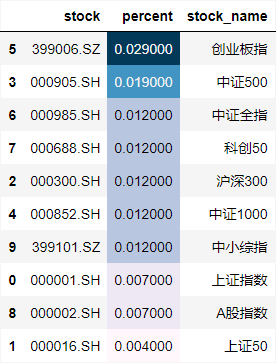 stock percent stock_name
5 399006.SZ 0.029000 创业板指
3 000905.SH 0.019000 中证500
6 000985.SH 0.012000 中证全指
7 000688.SH 0.012000 科创50
2 000300.SH 0.012000 沪深300
4 000852.SH 0.012000 中证1000
9 399101.SZ 0.012000 中小综指
0 000001.SH 0.007000 上证指数
8 000002.SH 0.007000 A股指数
1 000016.SH 0.004000 上证50